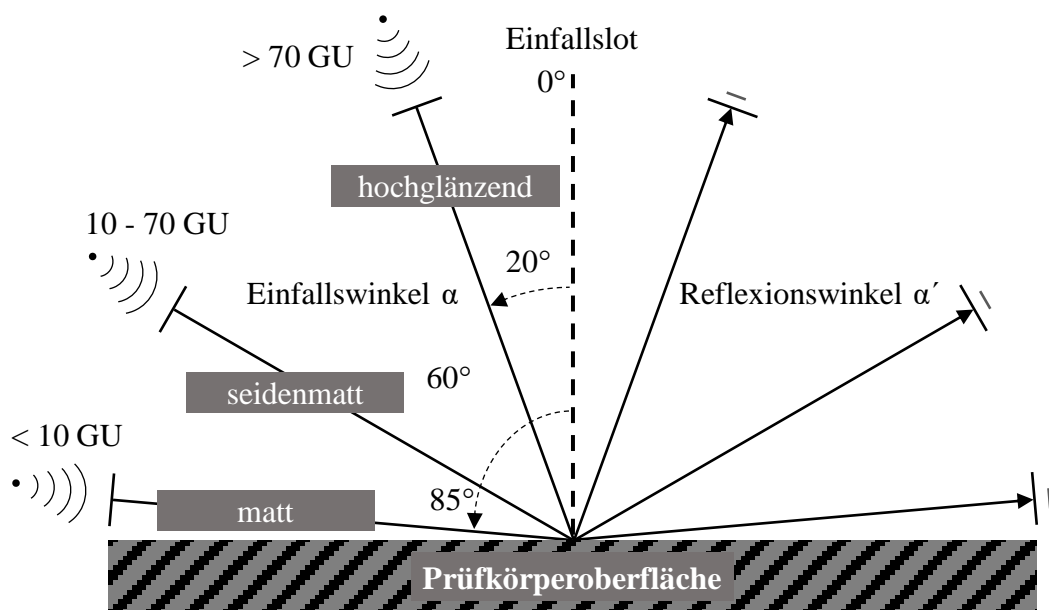 Einfallslot
> 70 GU
0°
hochglänzend
10 - 70 GU
20°
Einfallswinkel α
Reflexionswinkel α´
60°
seidenmatt
< 10 GU
85°
matt
Prüfkörperoberfläche